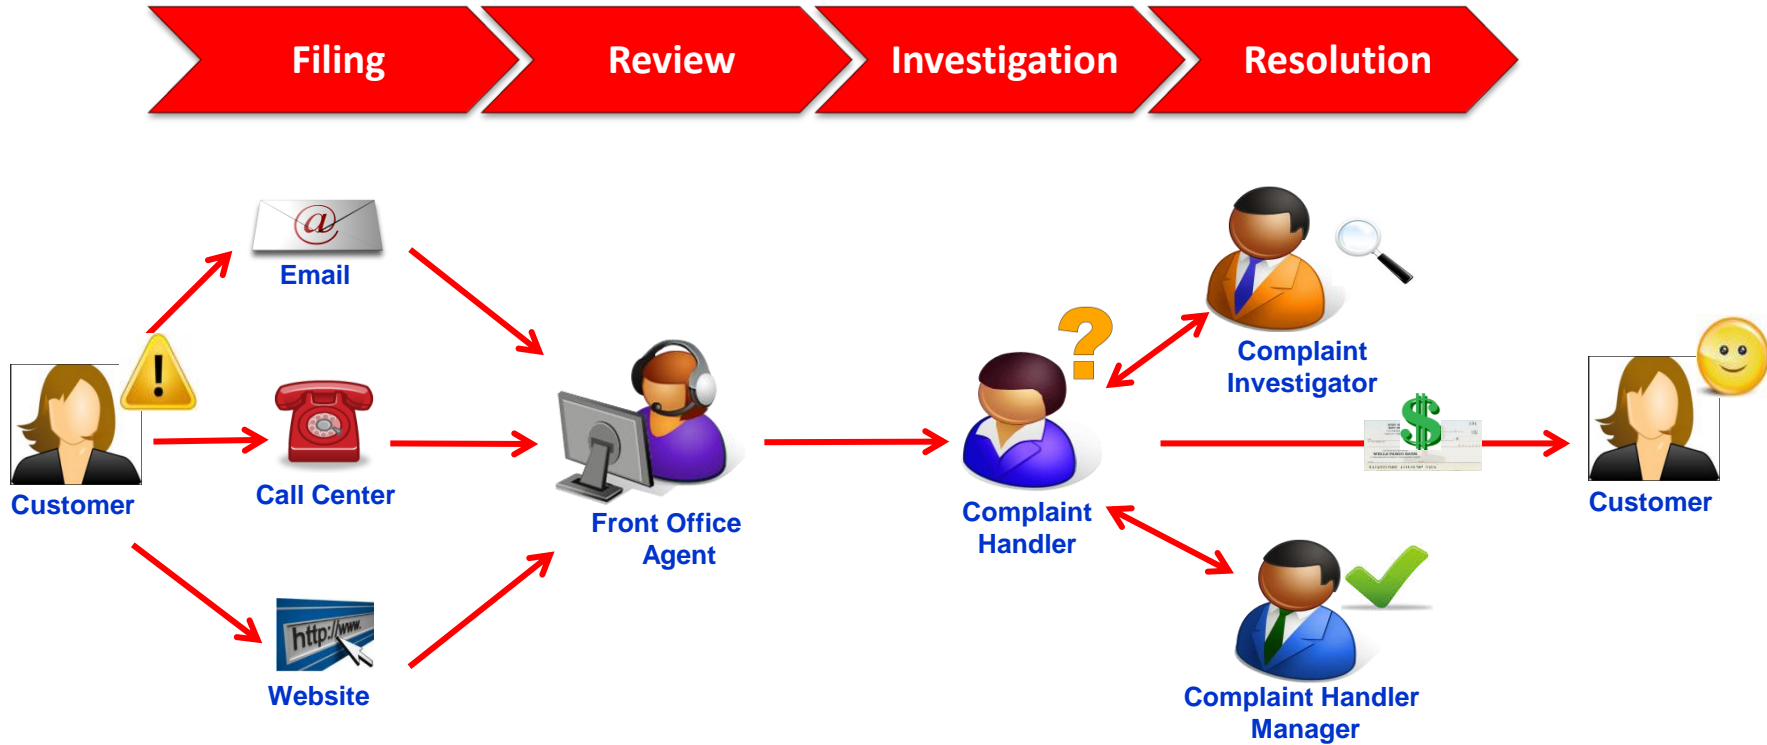 Filing
Review
Investigation
Resolution
@
Email
Call Center
http://www.
Website
Customer
Front Office
Agent
?
Complaint
Handler
Complaint
Investigator
$
Complaint Handler
Manager
Customer